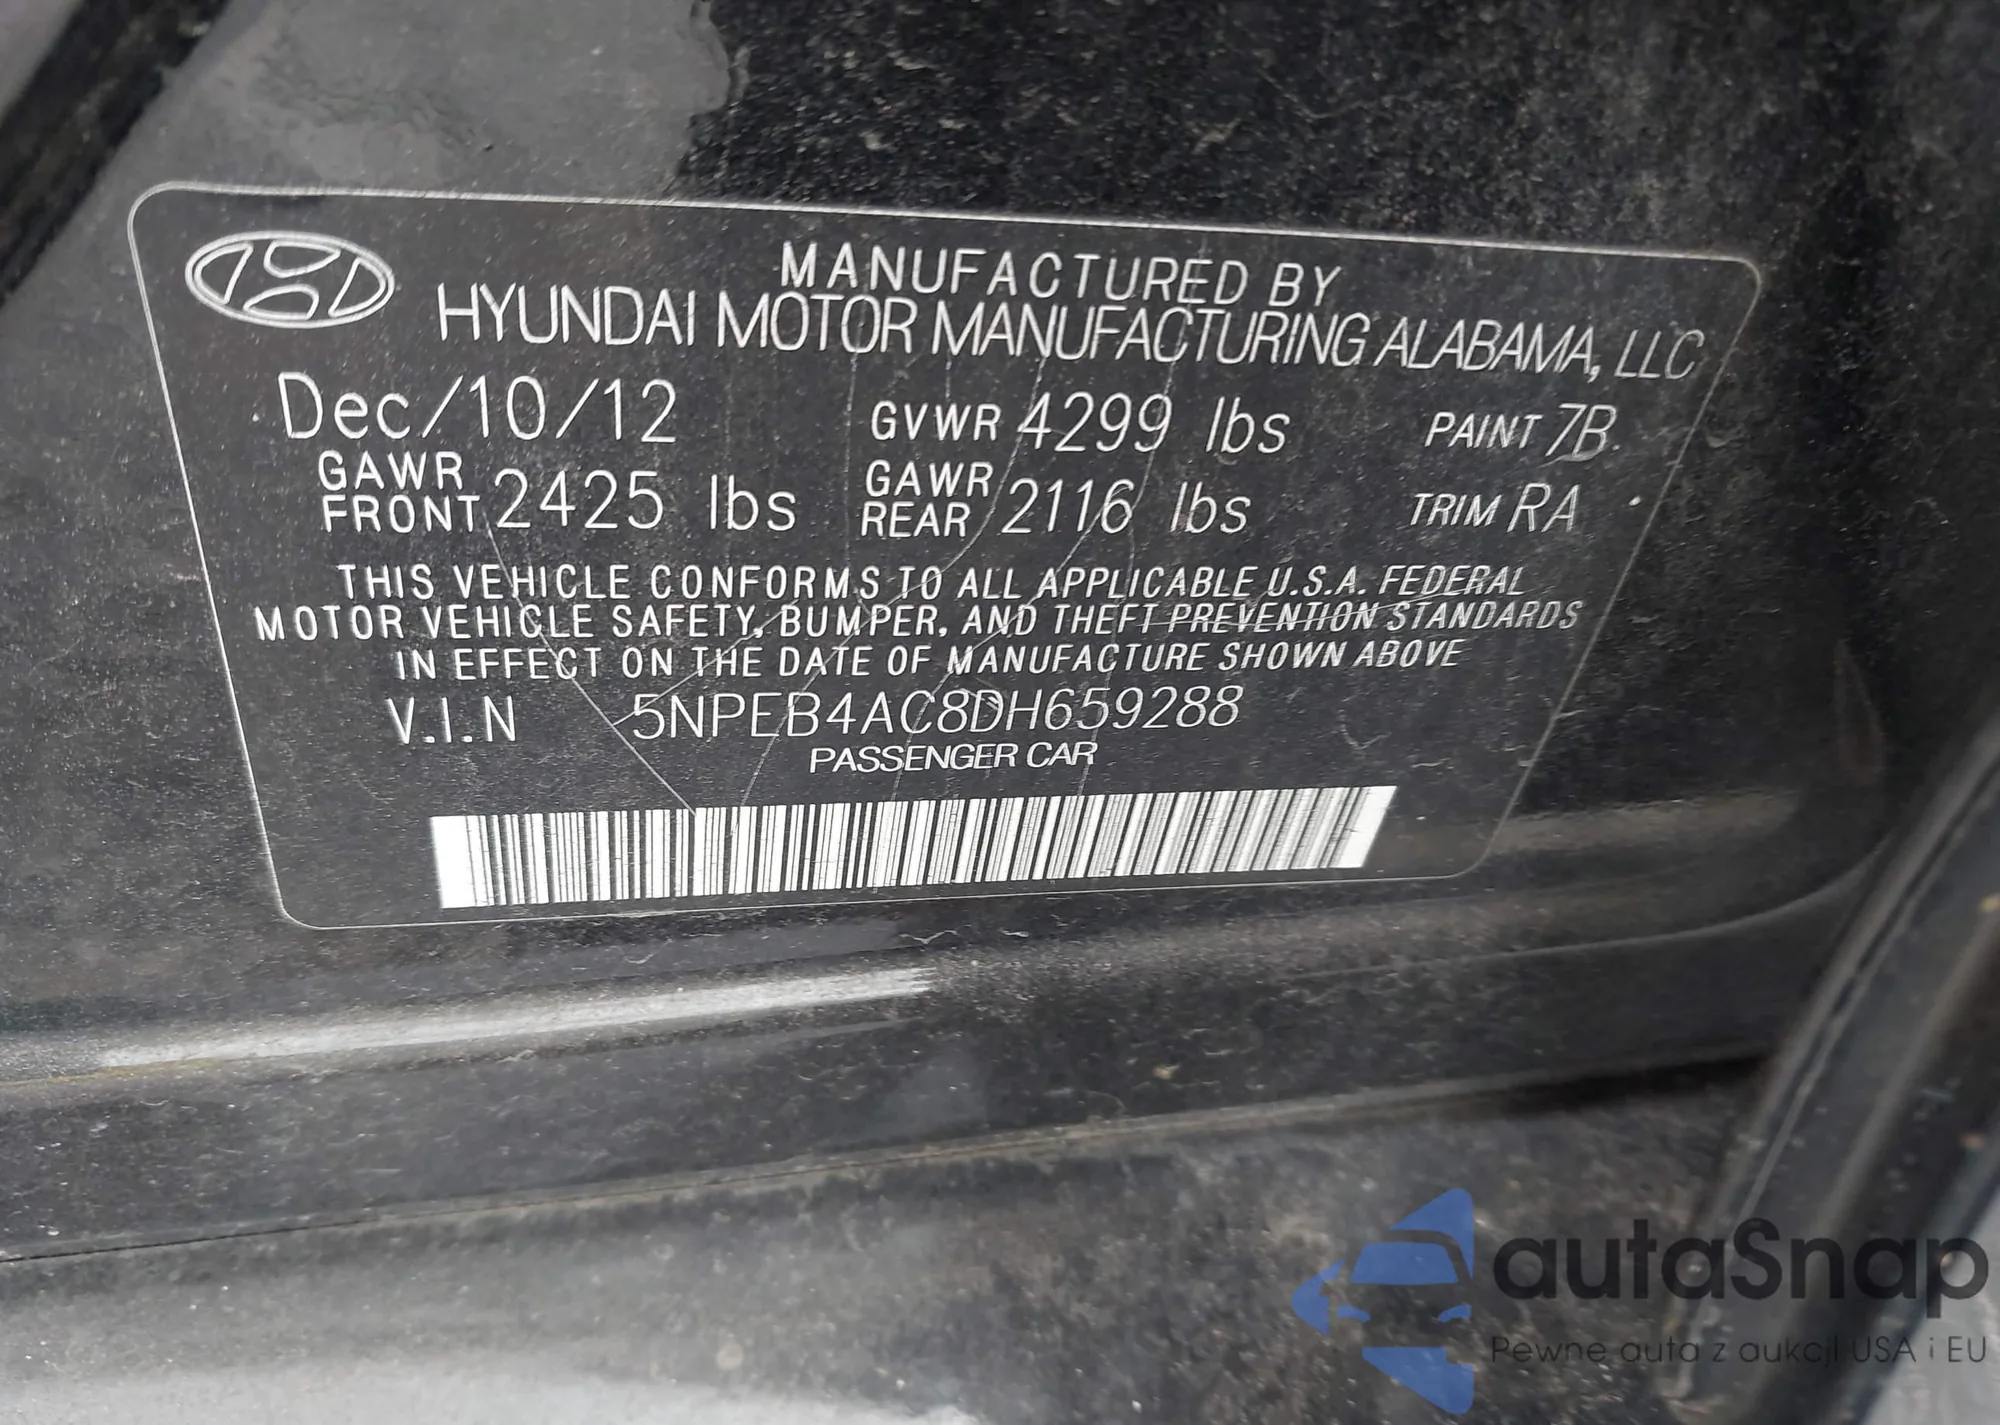 MANUFACTURED BY
HYUNDAI MOTOR MANUFACTURING ALABAMA, LLC
Dec/10/12 GVWR 4299 lbs PAINT 7B
GAWR FRONT 2425 lbs GAWR REAR 2116 lbs TRIM RA
THIS VEHICLE CONFORMS TO ALL APPLICABLE U.S.A. FEDERAL
MOTOR VEHICLE SAFETY, BUMPER, AND THEFT PREVENTION STANDARDS
IN EFFECT ON THE DATE OF MANUFACTURE SHOWN ABOVE
V.I.N 5NPEB4AC8DH659288
PASSENGER CAR
autaSnap
Pewne auta z aukcji USA i EU